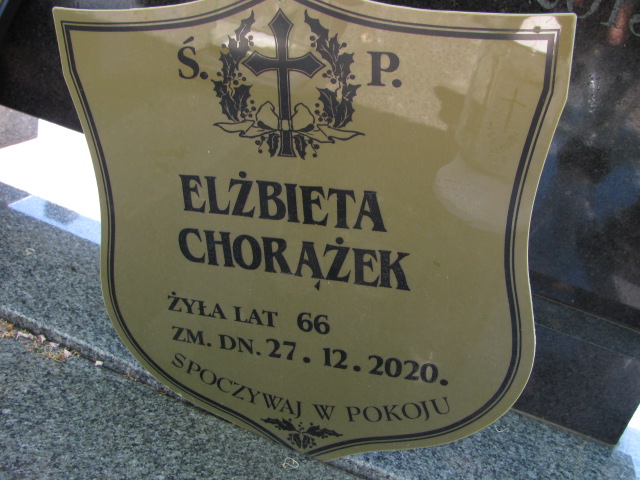 Ś. P.
ELŻBIETA
CHORĄŻEK
ŻYŁA LAT 66
ZM. DN. 27. 12. 2020.
SPOCZYWAJ W POKOJU